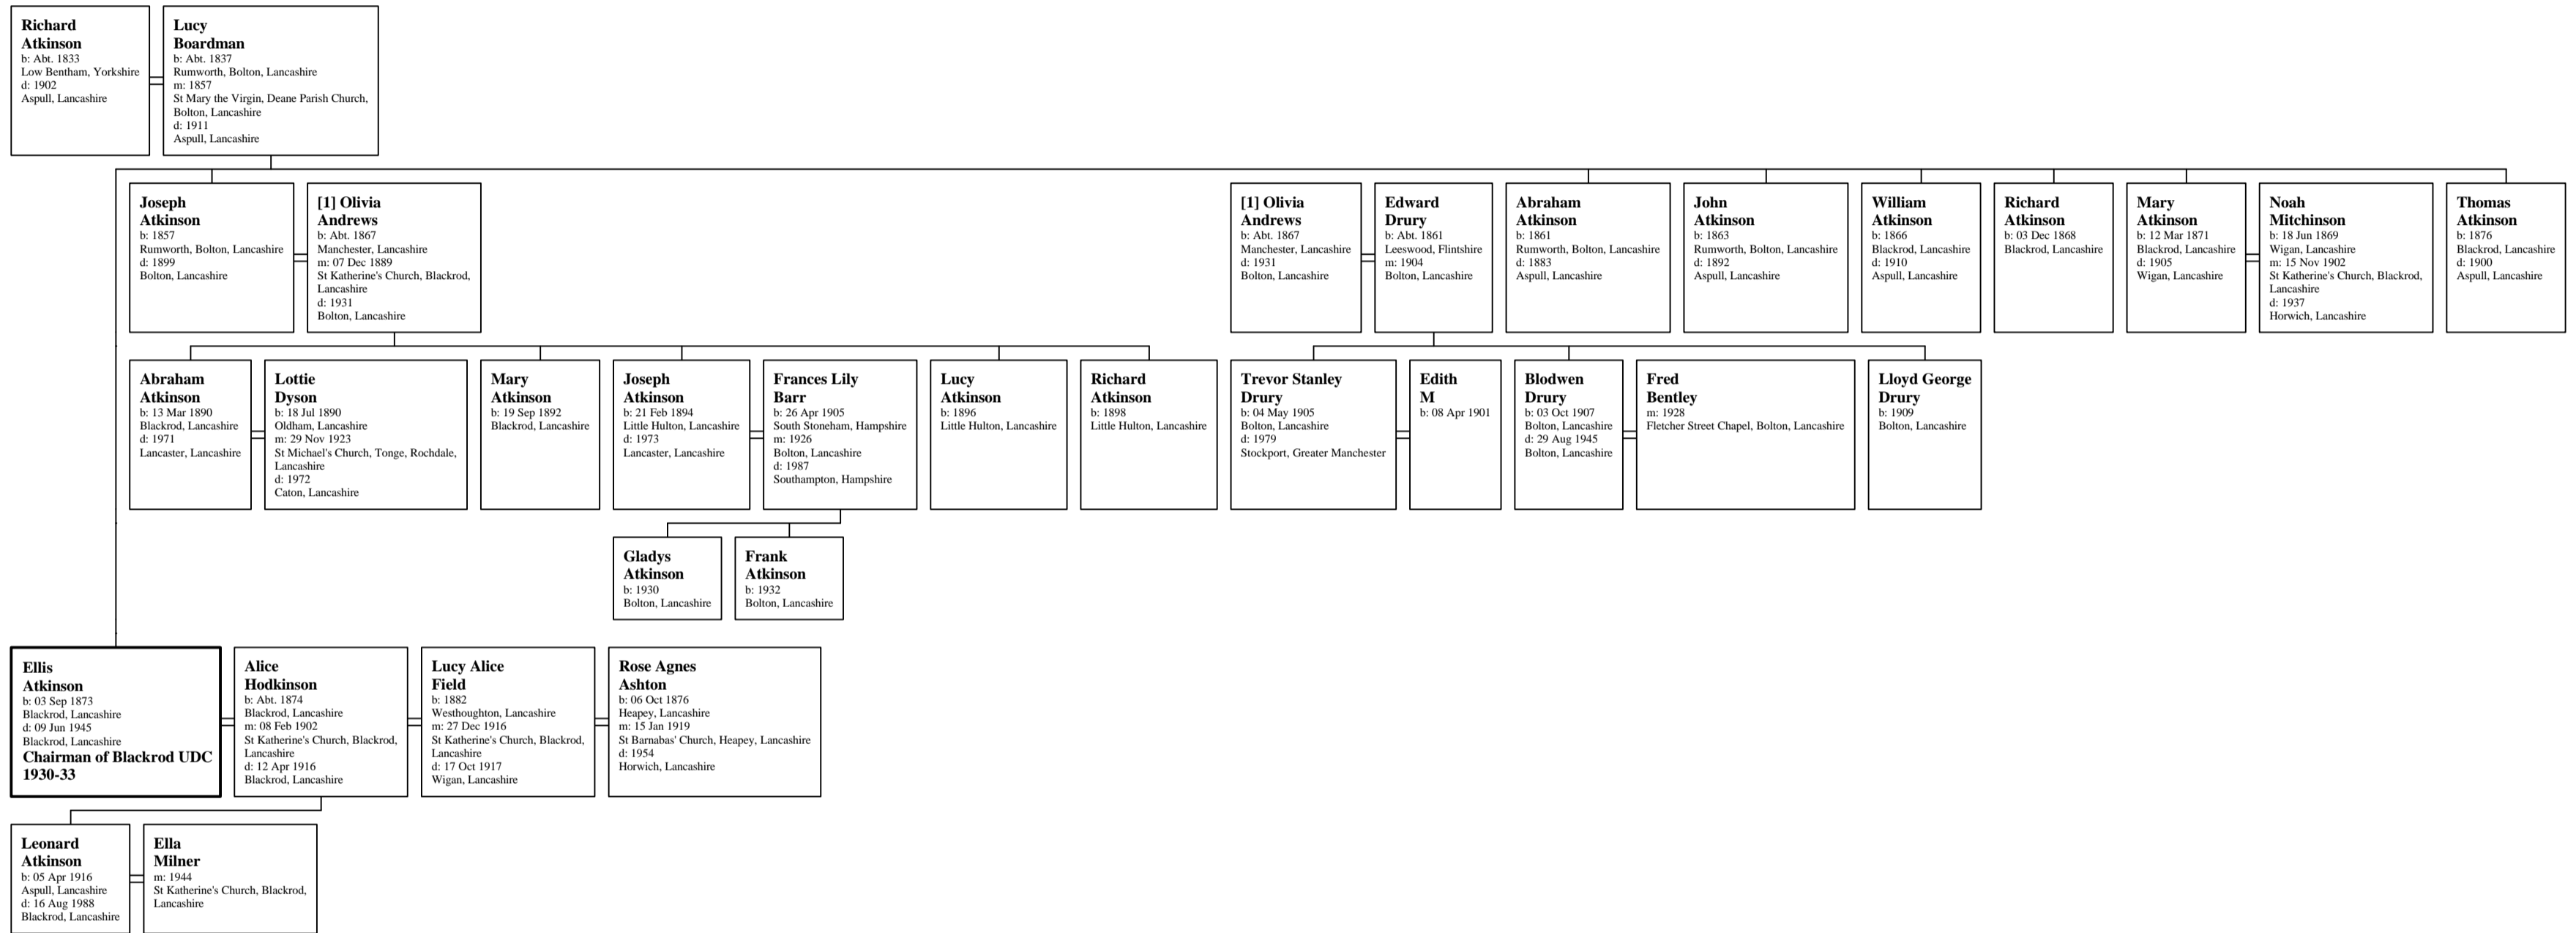 Richard
Atkinson
b: Abt. 1833
Low Bentham, Yorkshire
d: 1902
Aspull, Lancashire
Lucy
Boardman
b: Abt. 1837
Rumworth, Bolton, Lancashire
m: 1857
St Mary the Virgin, Deane Parish Church,
Bolton, Lancashire
d: 1911
Aspull, Lancashire
Joseph
Atkinson
b: 1857
Rumworth, Bolton, Lancashire
d: 1899
Bolton, Lancashire
[1] Olivia
Andrews
b: Abt. 1867
Manchester, Lancashire
m: 07 Dec 1889
St Katherine's Church, Blackrod,
Lancashire
d: 1931
Bolton, Lancashire
[1] Olivia
Andrews
b: Abt. 1867
Manchester, Lancashire
d: 1931
Bolton, Lancashire
Edward
Drury
b: Abt. 1861
Leeswood, Flintshire
m: 1904
Bolton, Lancashire
Abraham
Atkinson
b: 1861
Rumworth, Bolton, Lancashire
d: 1883
Aspull, Lancashire
John
Atkinson
b: 1863
Rumworth, Bolton, Lancashire
d: 1892
Aspull, Lancashire
William
Atkinson
b: 1866
Blackrod, Lancashire
d: 1910
Aspull, Lancashire
Richard
Atkinson
b: 03 Dec 1868
Blackrod, Lancashire
Mary
Atkinson
b: 12 Mar 1871
Blackrod, Lancashire
d: 1905
Wigan, Lancashire
Noah
Mitchinson
b: 18 Jun 1869
Wigan, Lancashire
m: 15 Nov 1902
St Katherine's Church, Blackrod,
Lancashire
d: 1937
Horwich, Lancashire
Thomas
Atkinson
b: 1876
Blackrod, Lancashire
d: 1900
Aspull, Lancashire
Abraham
Atkinson
b: 13 Mar 1890
Blackrod, Lancashire
d: 1971
Lancaster, Lancashire
Lottie
Dyson
b: 18 Jul 1890
Oldham, Lancashire
m: 29 Nov 1923
St Michael's Church, Tonge, Rochdale,
Lancashire
d: 1972
Caton, Lancashire
Mary
Atkinson
b: 19 Sep 1892
Blackrod, Lancashire
Joseph
Atkinson
b: 21 Feb 1894
Little Hulton, Lancashire
d: 1973
Lancaster, Lancashire
Frances Lily
Barr
b: 26 Apr 1905
South Stoneham, Hampshire
m: 1926
Bolton, Lancashire
d: 1987
Southampton, Hampshire
Lucy
Atkinson
b: 1896
Little Hulton, Lancashire
Richard
Atkinson
b: 1898
Little Hulton, Lancashire
Trevor Stanley
Drury
b: 04 May 1905
Bolton, Lancashire
d: 1979
Stockport, Greater Manchester
Edith
M
b: 08 Apr 1901
Blodwen
Drury
b: 03 Oct 1907
Bolton, Lancashire
d: 29 Aug 1945
Bolton, Lancashire
Fred
Bentley
m: 1928
Fletcher Street Chapel, Bolton, Lancashire
Lloyd George
Drury
b: 1909
Bolton, Lancashire
Gladys
Atkinson
b: 1930
Bolton, Lancashire
Frank
Atkinson
b: 1932
Bolton, Lancashire
Ellis
Atkinson
b: 03 Sep 1873
Blackrod, Lancashire
d: 09 Jun 1945
Blackrod, Lancashire
Chairman of Blackrod UDC
1930-33
Alice
Hodkinson
b: Abt. 1874
Blackrod, Lancashire
m: 08 Feb 1902
St Katherine's Church, Blackrod,
Lancashire
d: 12 Apr 1916
Blackrod, Lancashire
Lucy Alice
Field
b: 1882
Westhoughton, Lancashire
m: 27 Dec 1916
St Katherine's Church, Blackrod,
Lancashire
d: 17 Oct 1917
Wigan, Lancashire
Rose Agnes
Ashton
b: 06 Oct 1876
Heapey, Lancashire
m: 15 Jan 1919
St Barnabas' Church, Heapey, Lancashire
d: 1954
Horwich, Lancashire
Leonard
Atkinson
b: 05 Apr 1916
Aspull, Lancashire
d: 16 Aug 1988
Blackrod, Lancashire
Ella
Milner
m: 1944
St Katherine's Church, Blackrod,
Lancashire